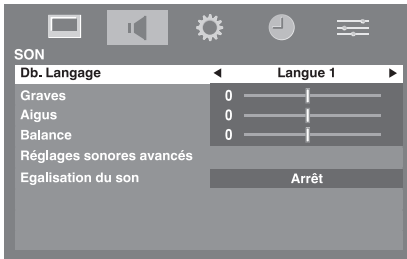 SON
Db. Langage Langue 1
Graves 0
Aigus 0
Balance 0
Réglages sonores avancés
Egalisation du son Arrêt